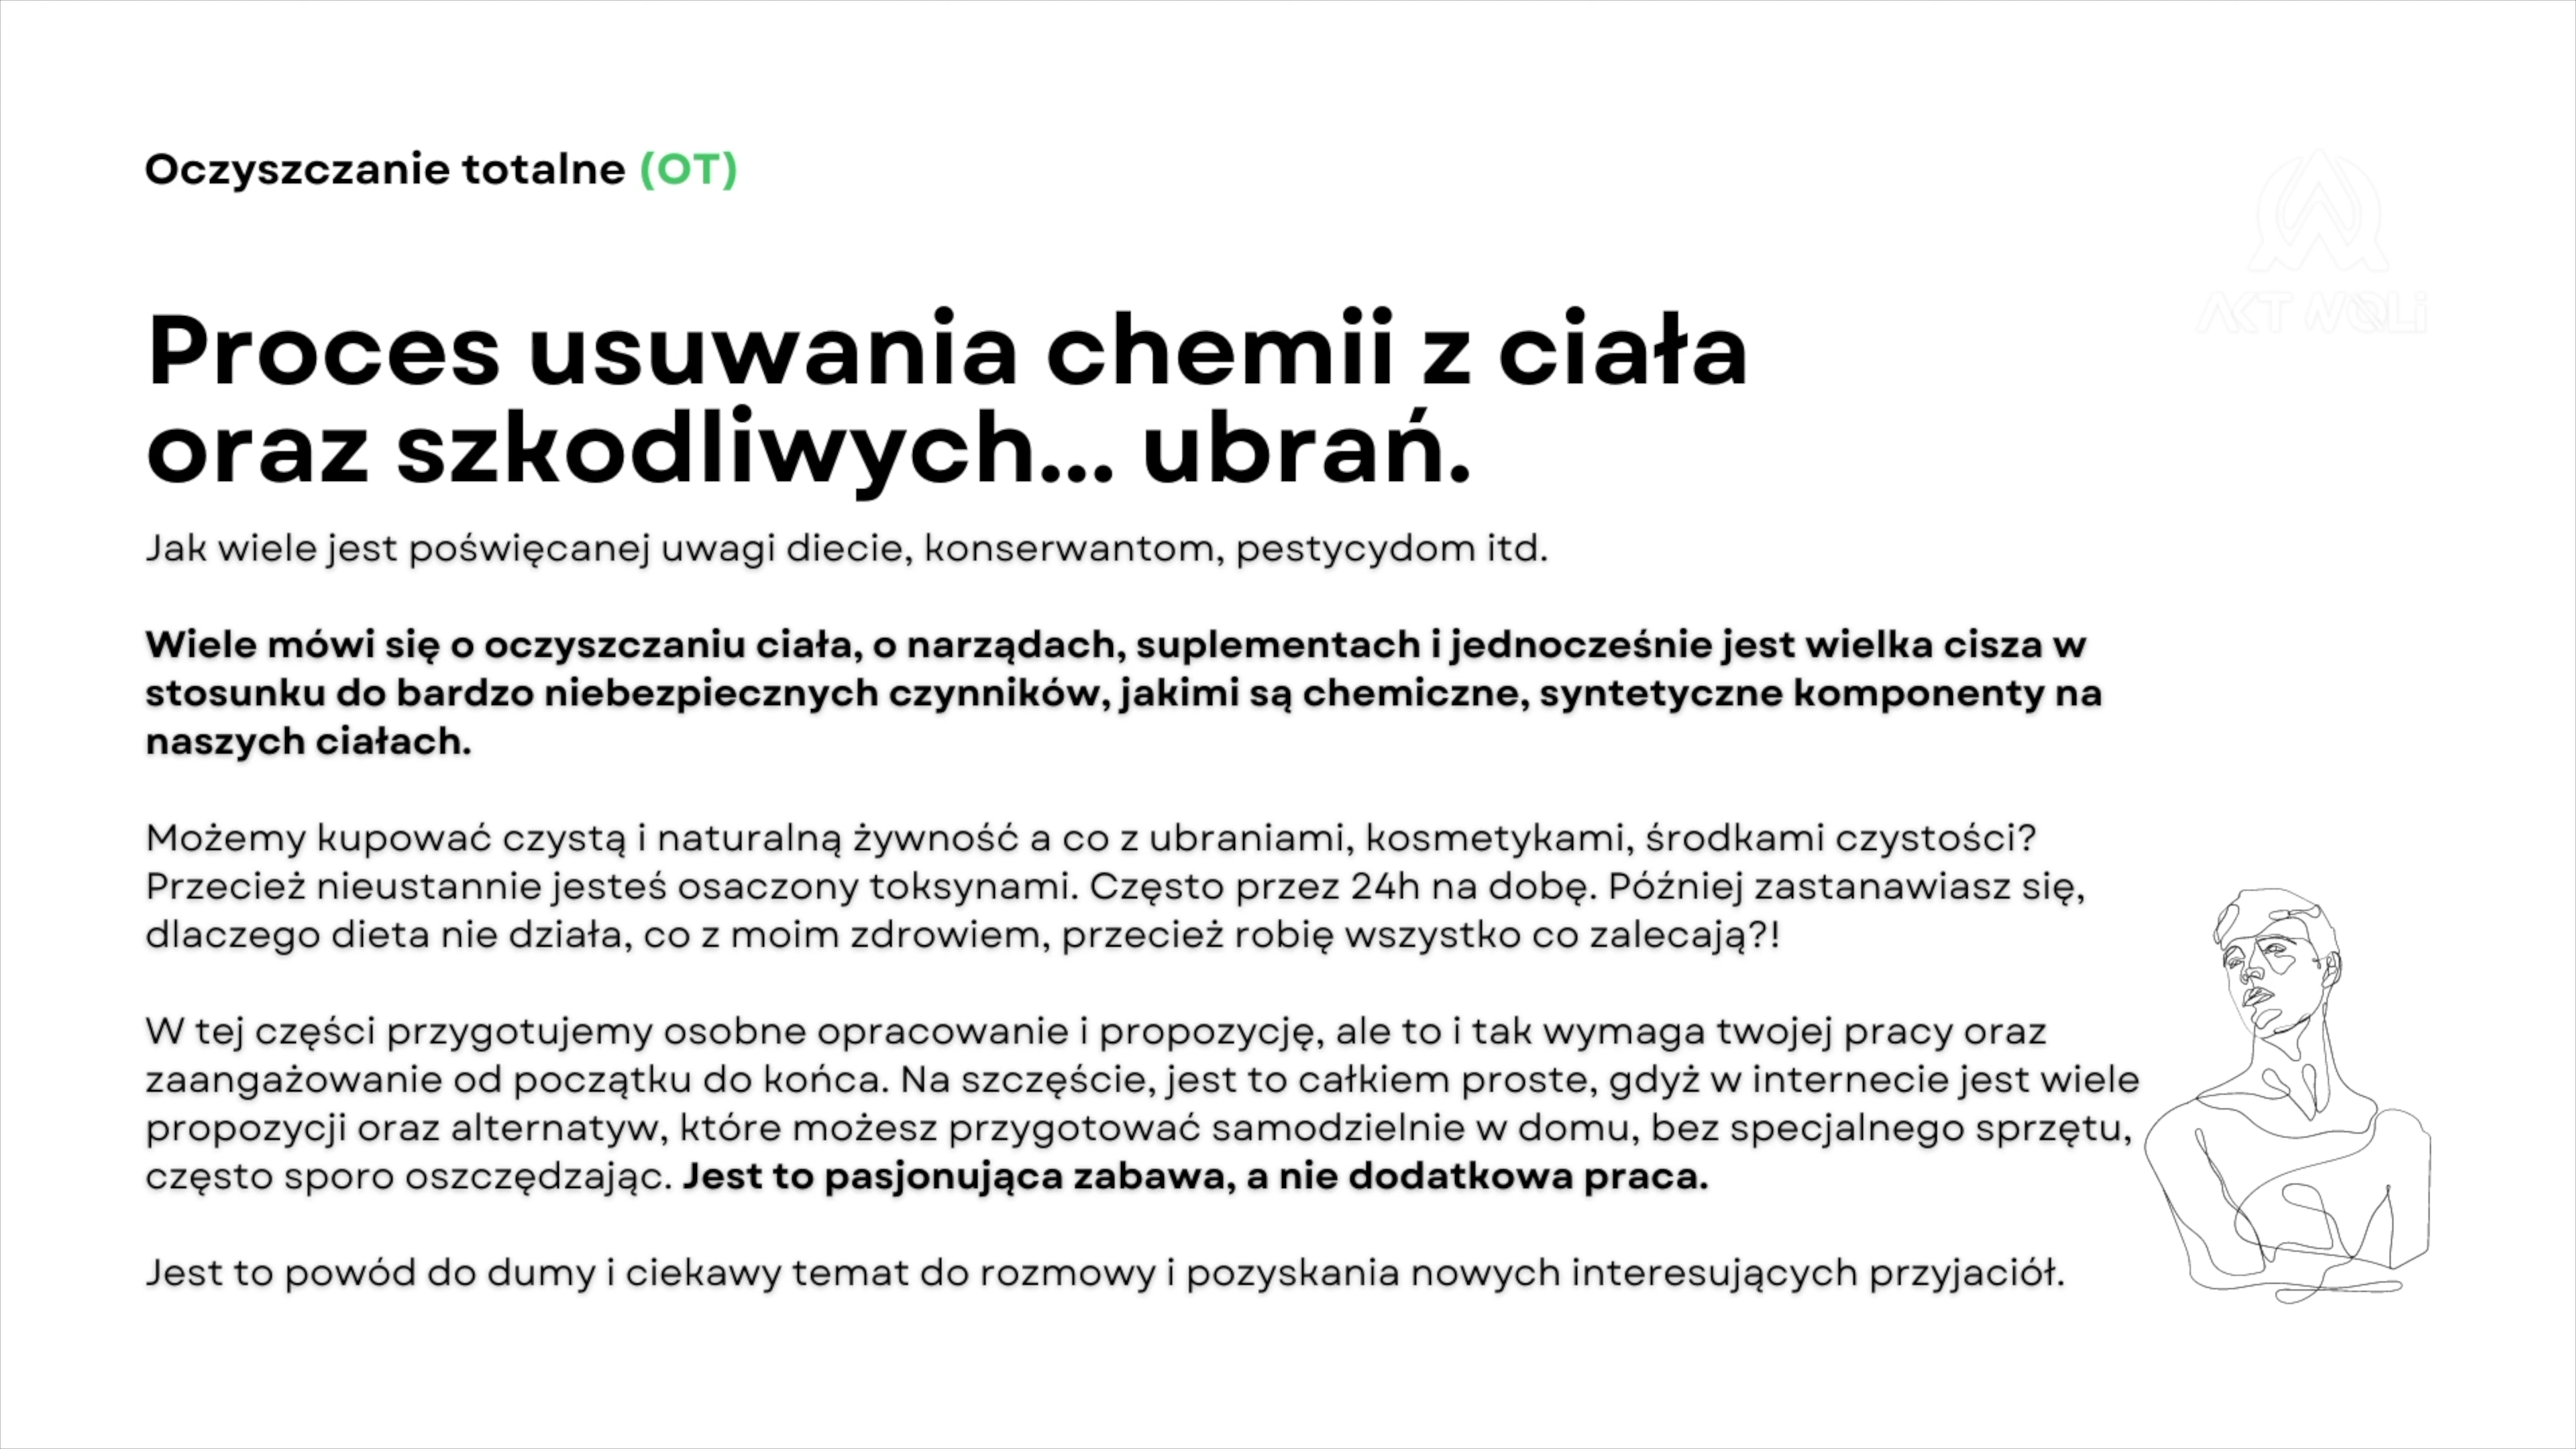 Oczyszczanie totalne (OT)
AKT WOLi
Proces usuwania chemii z ciała
oraz szkodliwych... ubrań.
Jak wiele jest poświęcanej uwagi diecie, konserwantom, pestycydom itd.
Wiele mówi się o oczyszczaniu ciała, o narządach, suplementach i jednocześnie jest wielka cisza w
stosunku do bardzo niebezpiecznych czynników, jakimi są chemiczne, syntetyczne komponenty na
naszych ciałach.
Możemy kupować czystą i naturalną żywność a co z ubraniami, kosmetykami, środkami czystości?
Przecież nieustannie jesteś osaczony toksynami. Często przez 24h na dobę. Później zastanawiasz się,
dlaczego dieta nie działa, co z moim zdrowiem, przecież robię wszystko co zalecają?!
W tej części przygotujemy osobne opracowanie i propozycję, ale to i tak wymaga twojej pracy oraz
zaangażowanie od początku do końca. Na szczęście, jest to całkiem proste, gdyż w internecie jest wiele
propozycji oraz alternatyw, które możesz przygotować samodzielnie w domu, bez specjalnego sprzętu,
często sporo oszczędzając. Jest to pasjonująca zabawa, a nie dodatkowa praca.
Jest to powód do dumy i ciekawy temat do rozmowy i pozyskania nowych interesujących przyjaciół.